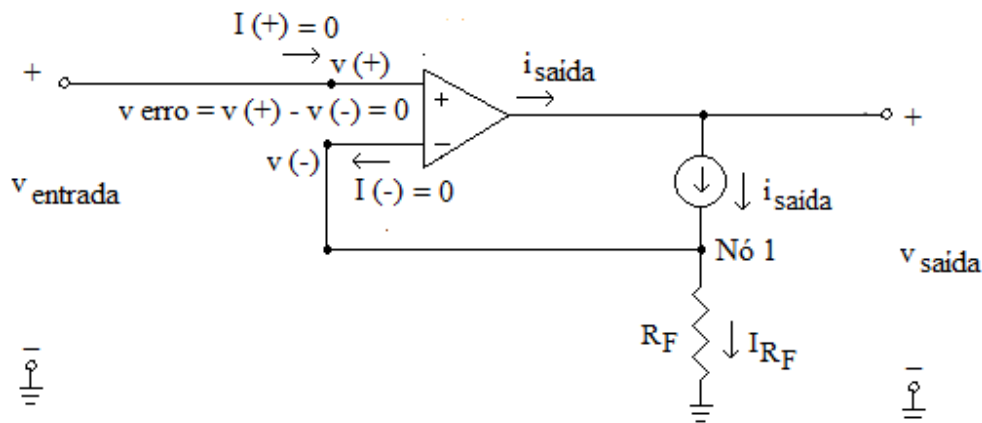 I (+) = 0
v (+)
i saída
+
+
+
v erro = v (+) - v (-) = 0
−
v (-)
I (-) = 0
v entrada
i saída
Nó 1
v saída
R F
I R F
−
−